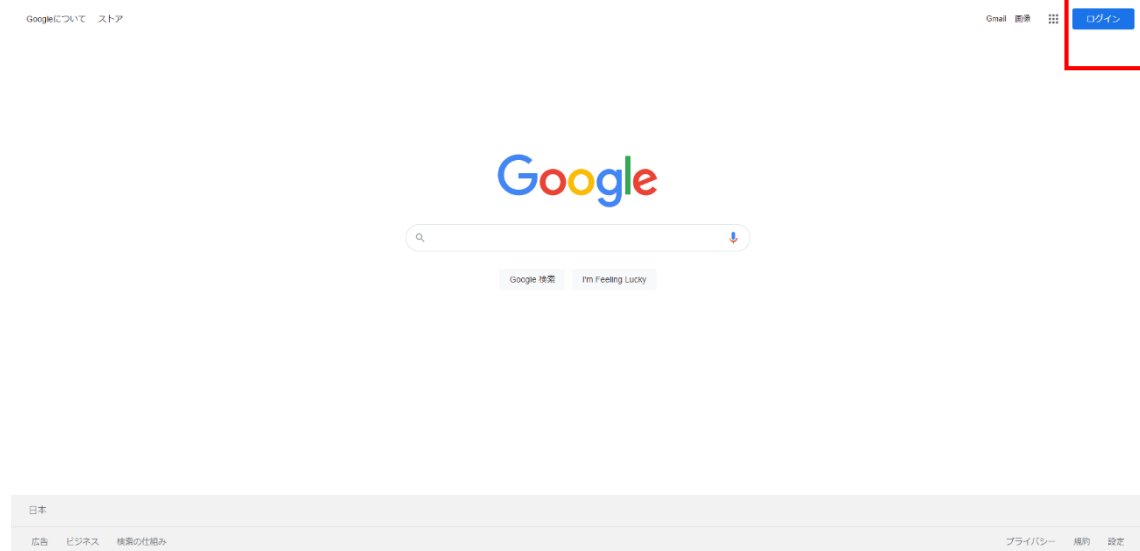 Googleについて ストア Gmail 画像 ログイン
Google
Google 検索 I'm Feeling Lucky
日本
広告 ビジネス 検索の仕組み プライバシー 規約 設定